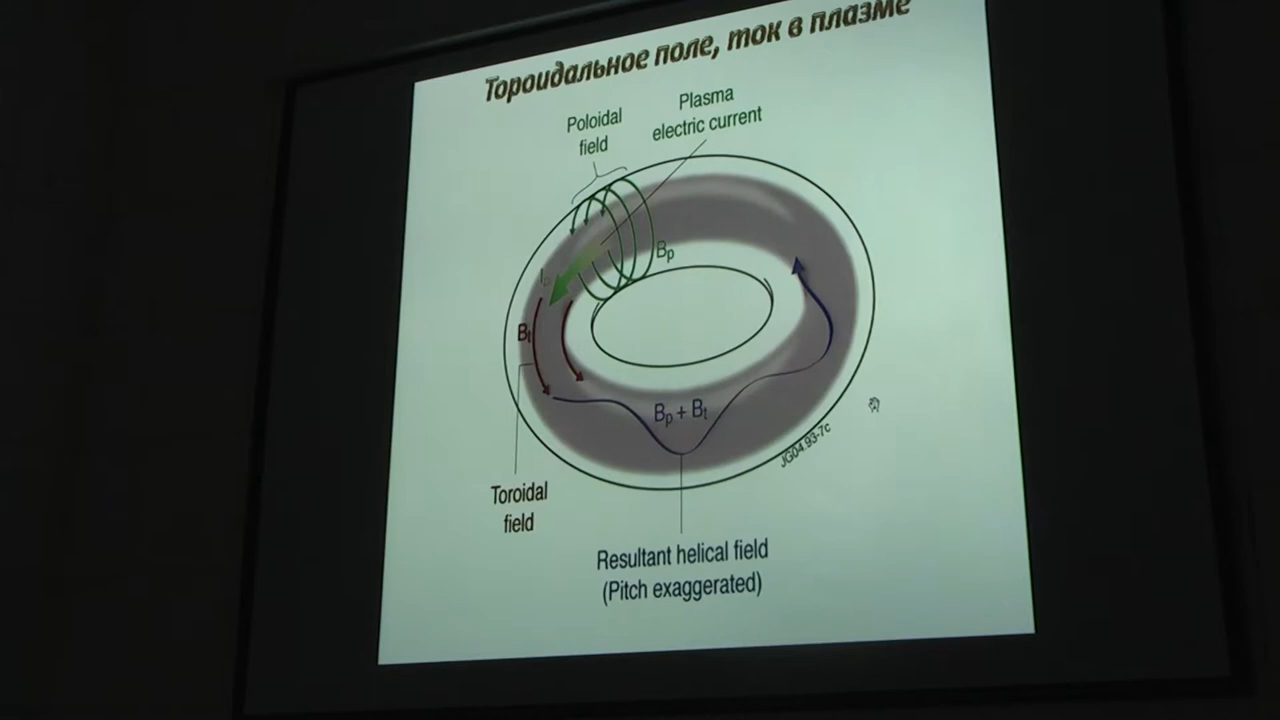 Тороидальное поле, ток в плазме
Poloidal
field
Plasma
electric current
Bp
Bt
Bp + Bt
JG04.93-7c
Toroidal
field
Resultant helical field
(Pitch exaggerated)